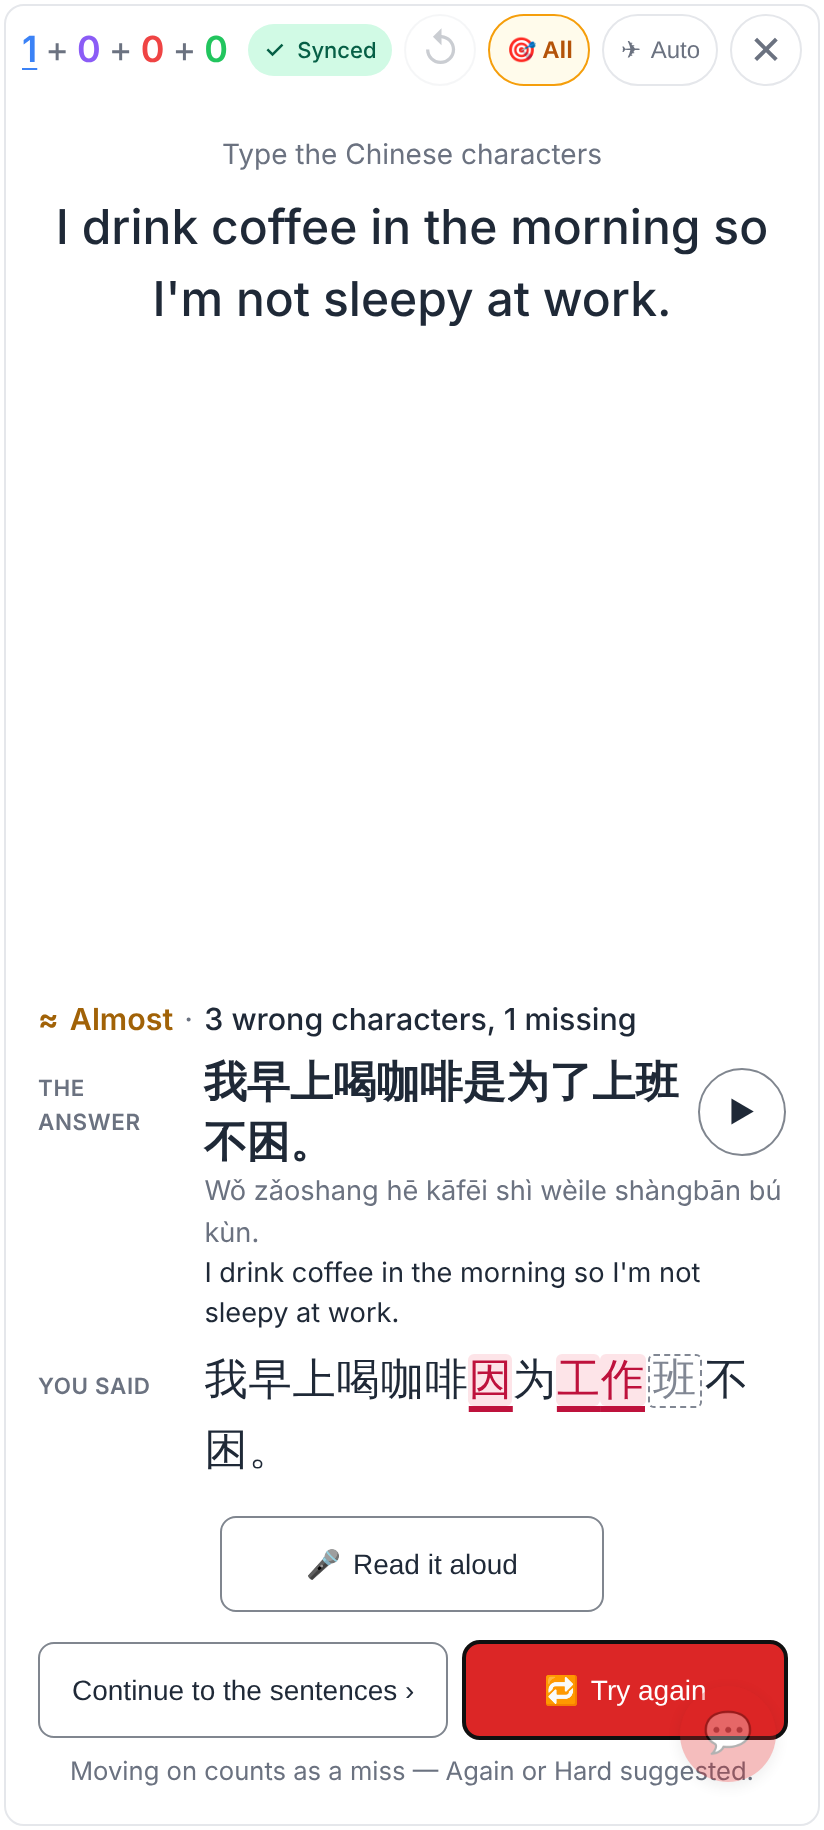 1 + 0 + 0 + 0 ✓ Synced All ✈ Auto ✕
Type the Chinese characters
I drink coffee in the morning so
I'm not sleepy at work.
≈ Almost · 3 wrong characters, 1 missing
THE ANSWER
我早上喝咖啡是为了上班
不困。
Wǒ zǎoshang hē kāfēi shì wèile shàngbān bú
kùn.
I drink coffee in the morning so I'm not
sleepy at work.
YOU SAID
我早上喝咖啡因为工作班不
困。
Read it aloud
Continue to the sentences ›
Try again
Moving on counts as a miss — Again or Hard suggested.